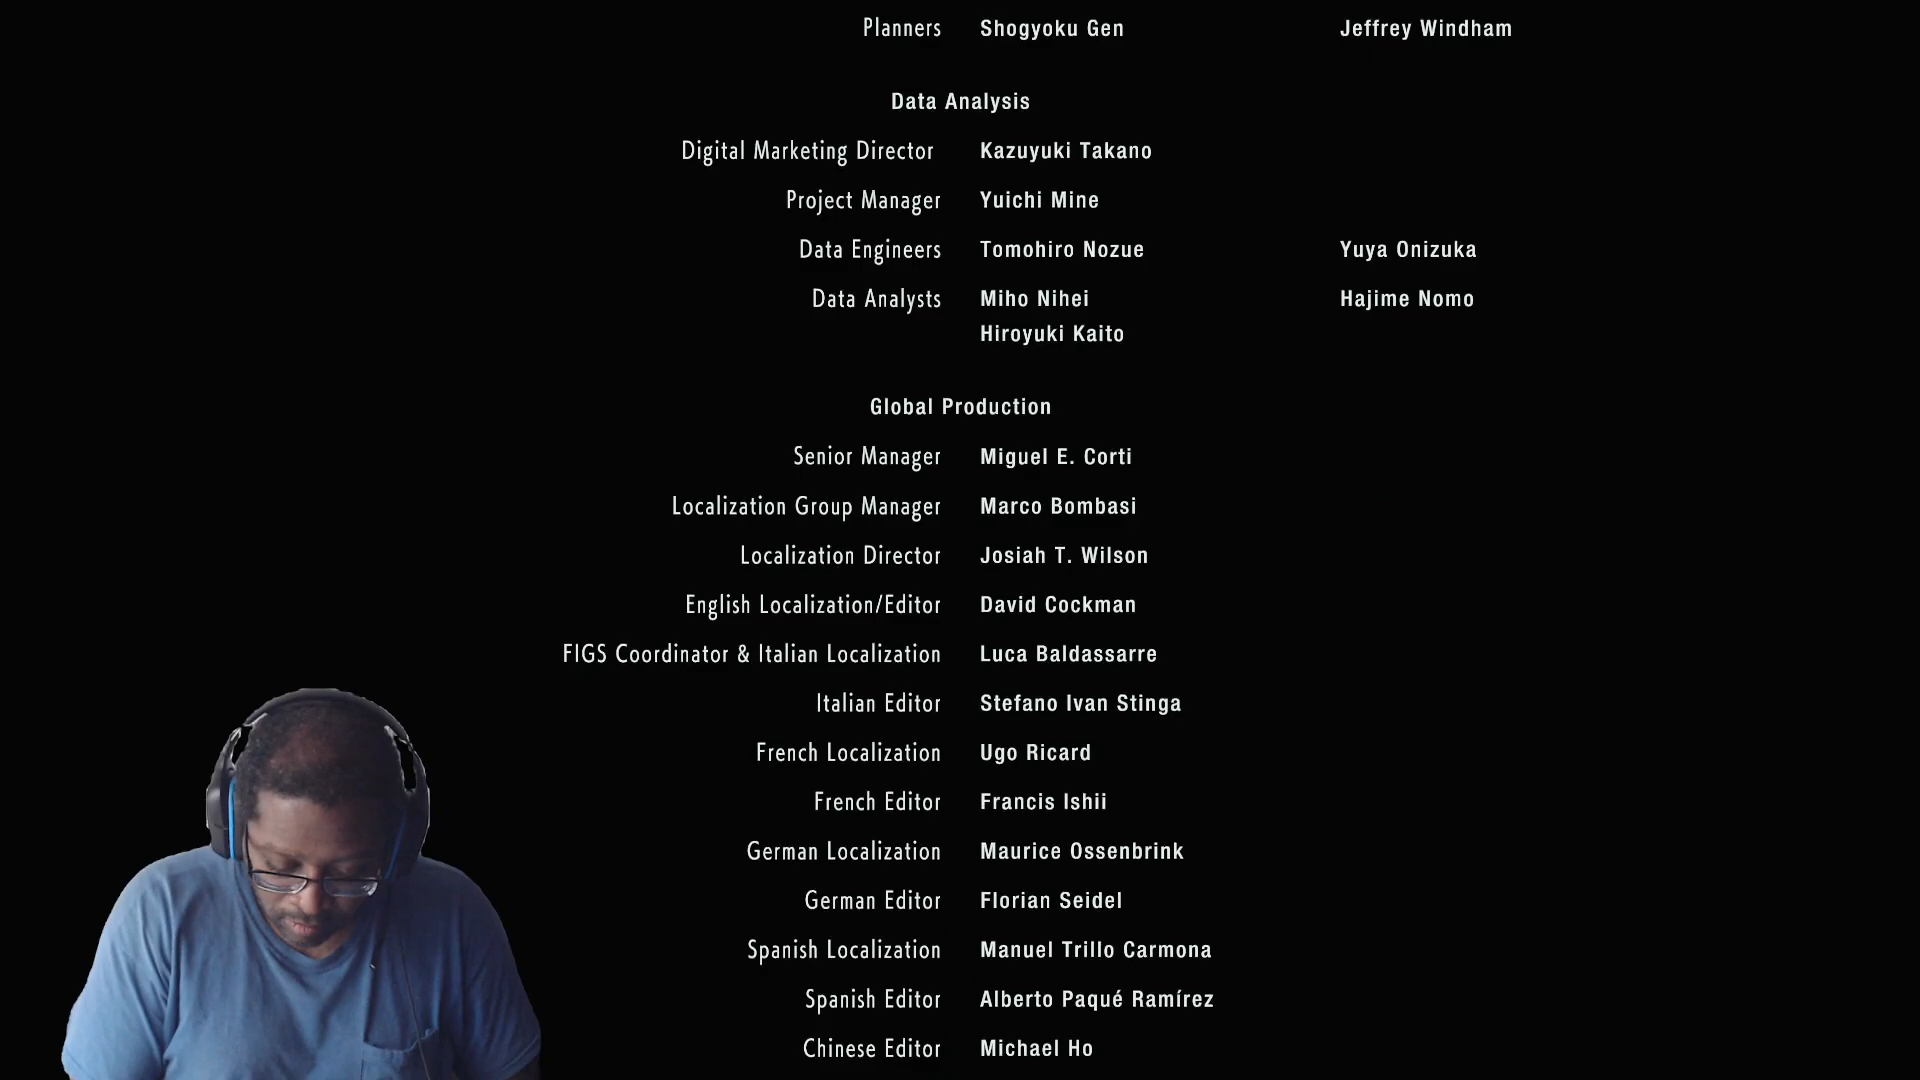 Planners Shogyoku Gen Jeffrey Windham
Data Analysis
Digital Marketing Director Kazuyuki Takano
Project Manager Yuichi Mine
Data Engineers Tomohiro Nozue Yuya Onizuka
Data Analysts Miho Nihei Hajime Nomo
Hiroyuki Kaito
Global Production
Senior Manager Miguel E. Corti
Localization Group Manager Marco Bombasi
Localization Director Josiah T. Wilson
English Localization/Editor David Cockman
FIGS Coordinator & Italian Localization Luca Baldassarre
Italian Editor Stefano Ivan Stinga
French Localization Ugo Ricard
French Editor Francis Ishii
German Localization Maurice Ossenbrink
German Editor Florian Seidel
Spanish Localization Manuel Trillo Carmona
Spanish Editor Alberto Paqué Ramírez
Chinese Editor Michael Ho